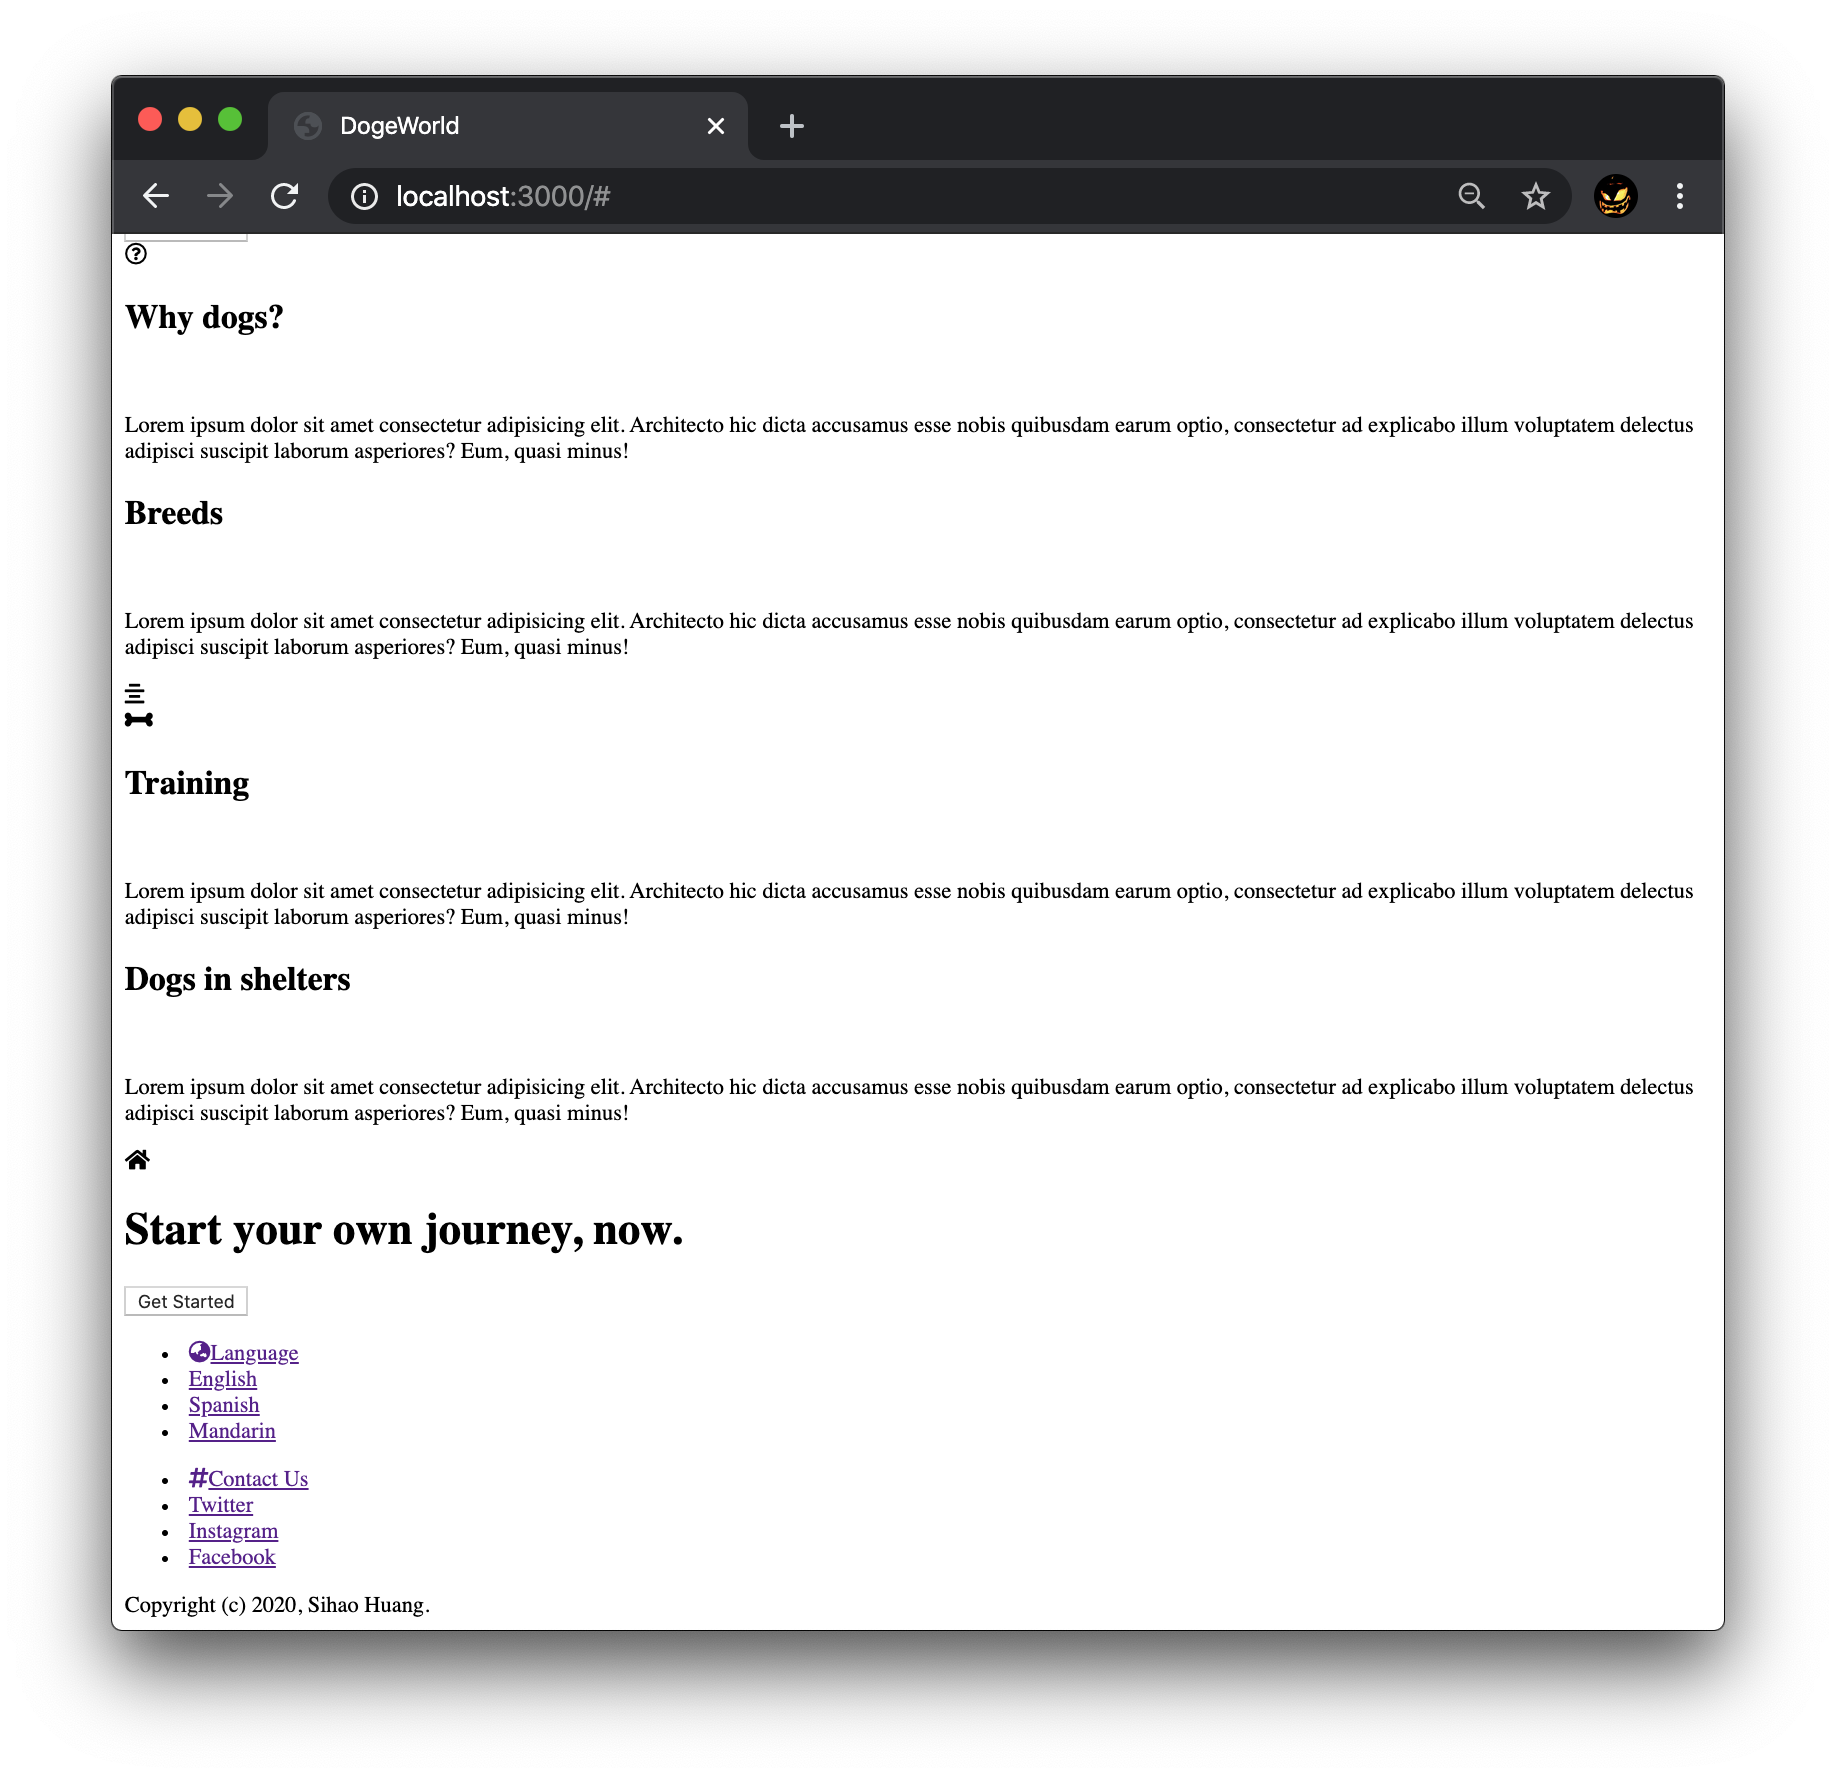 DogeWorld
localhost:3000/#
Why dogs?
Lorem ipsum dolor sit amet consectetur adipisicing elit. Architecto hic dicta accusamus esse nobis quibusdam earum optio, consectetur ad explicabo illum voluptatem delectus
adipisci suscipit laborum asperiores? Eum, quasi minus!
Breeds
Lorem ipsum dolor sit amet consectetur adipisicing elit. Architecto hic dicta accusamus esse nobis quibusdam earum optio, consectetur ad explicabo illum voluptatem delectus
adipisci suscipit laborum asperiores? Eum, quasi minus!
Training
Lorem ipsum dolor sit amet consectetur adipisicing elit. Architecto hic dicta accusamus esse nobis quibusdam earum optio, consectetur ad explicabo illum voluptatem delectus
adipisci suscipit laborum asperiores? Eum, quasi minus!
Dogs in shelters
Lorem ipsum dolor sit amet consectetur adipisicing elit. Architecto hic dicta accusamus esse nobis quibusdam earum optio, consectetur ad explicabo illum voluptatem delectus
adipisci suscipit laborum asperiores? Eum, quasi minus!
Start your own journey, now.
Get Started
Language
English
Spanish
Mandarin
#Contact Us
Twitter
Instagram
Facebook
Copyright (c) 2020, Sihao Huang.